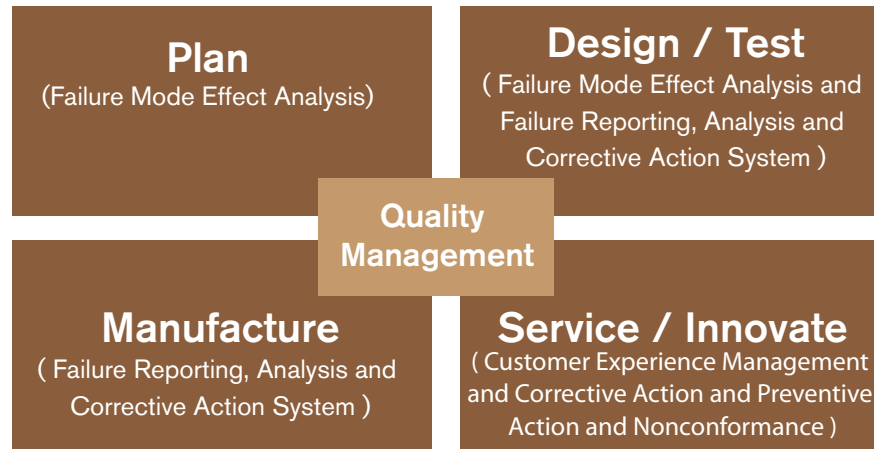 Plan
(Failure Mode Effect Analysis)
Design / Test
( Failure Mode Effect Analysis and
Failure Reporting, Analysis and
Corrective Action System )
Quality
Management
Manufacture
( Failure Reporting, Analysis and
Corrective Action System )
Service / Innovate
( Customer Experience Management
and Corrective Action and Preventive
Action and Nonconformance )